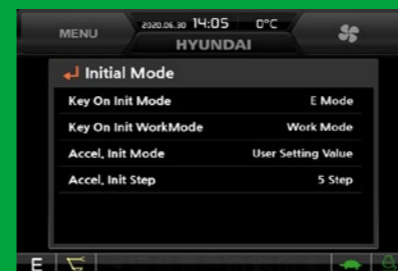 MENU 2020.06.30 14:05 0°C
HYUNDAI
Initial Mode
Key On Init Mode E Mode
Key On Init WorkMode Work Mode
Accel, Init Mode User Setting Value
Accel, Init Step 5 Step
E